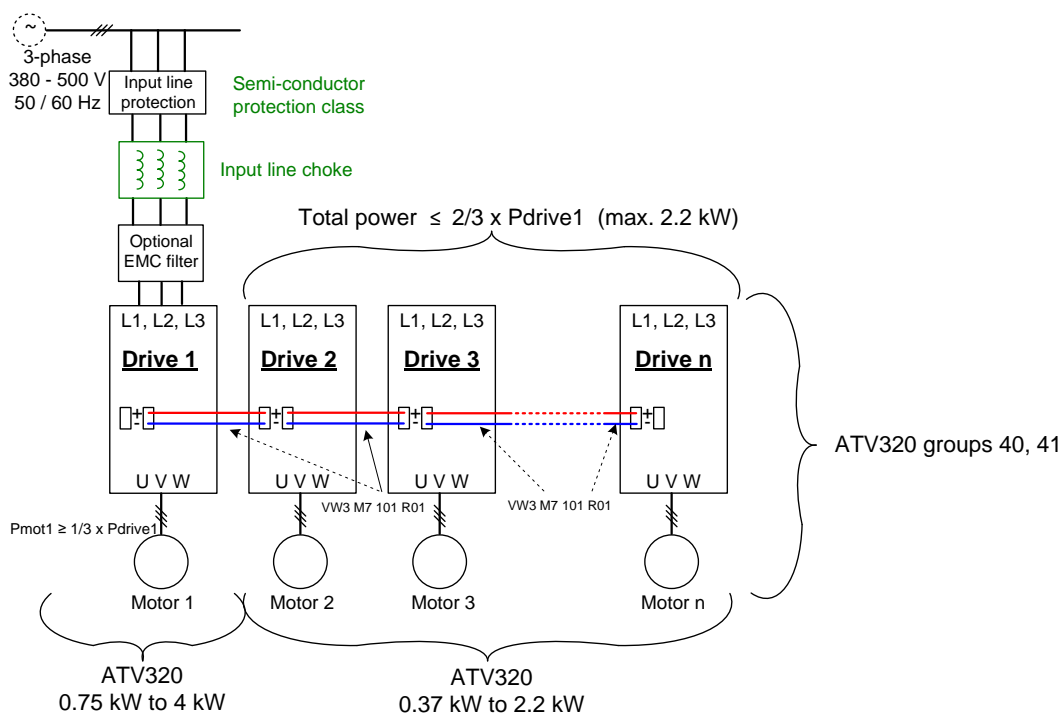 ~
3-phase
380 - 500 V
50 / 60 Hz
Input line
protection
Semi-conductor
protection class
Input line choke
Total power ≤ 2/3 x Pdrive1 (max. 2.2 kW)
Optional
EMC filter
L1, L2, L3
L1, L2, L3
L1, L2, L3
L1, L2, L3
Drive 1
Drive 2
Drive 3
Drive n
+
-
+
-
+
-
+
-
ATV320 groups 40, 41
U V W
U V W
U V W
U V W
VW3 M7 101 R01
VW3 M7 101 R01
Pmot1 ≥ 1/3 x Pdrive1
Motor 1
Motor 2
Motor 3
Motor n
ATV320
0.75 kW to 4 kW
ATV320
0.37 kW to 2.2 kW